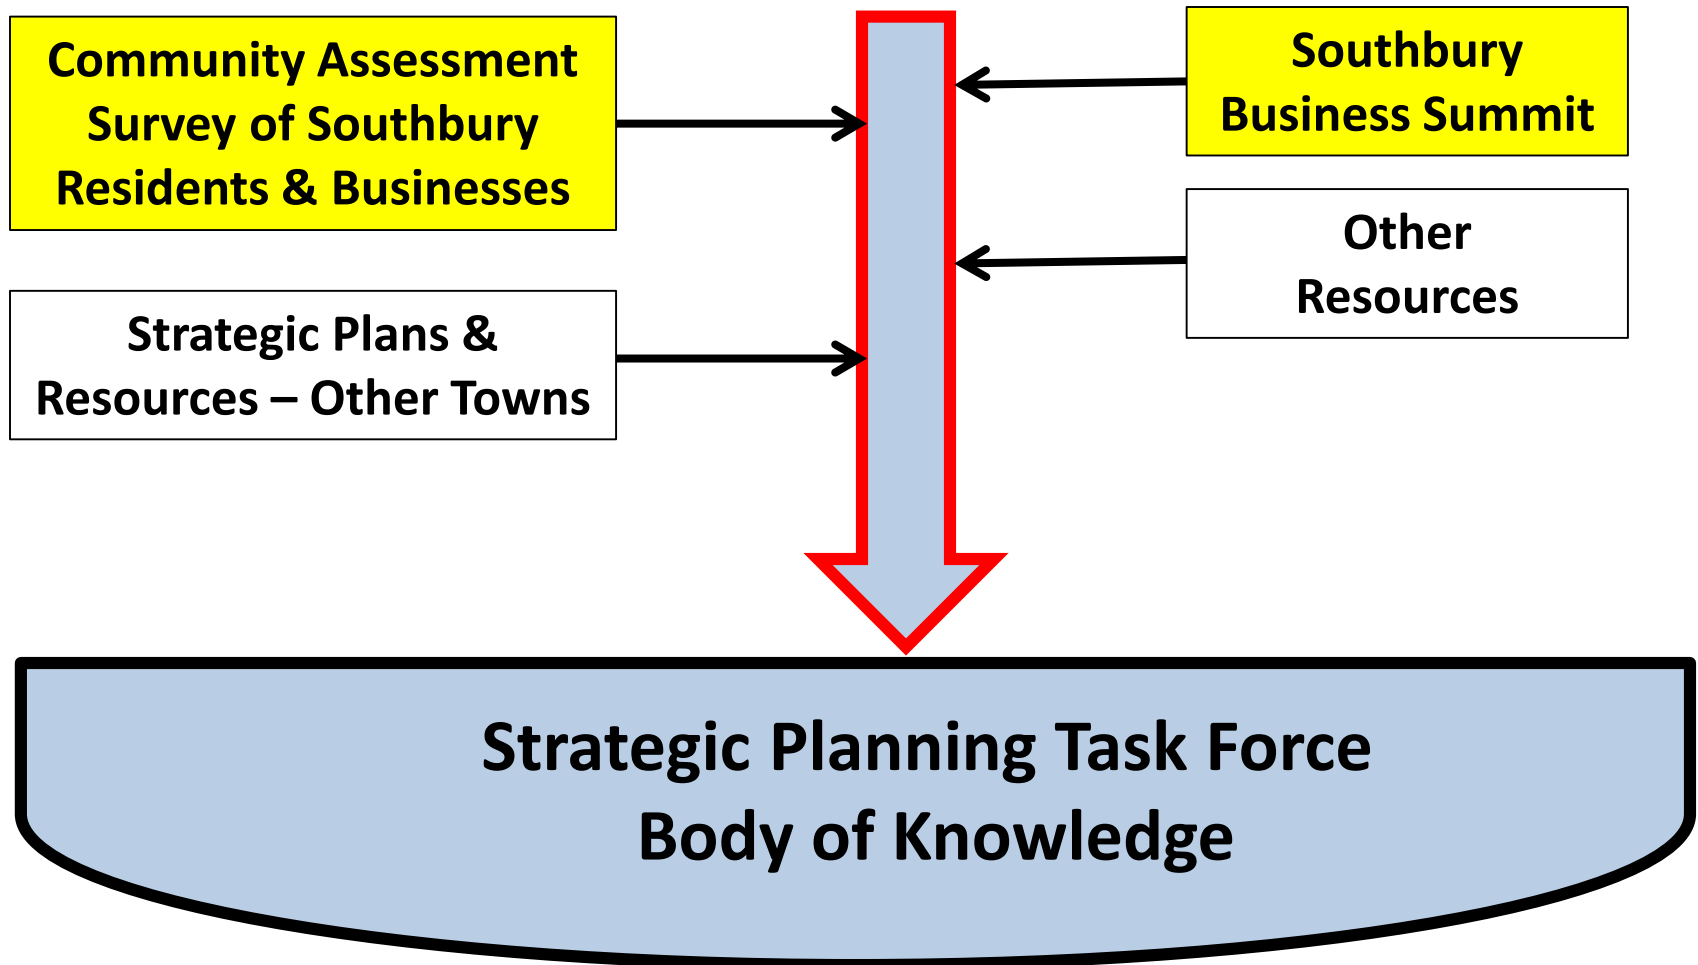 Community Assessment
Survey of Southbury
Residents & Businesses
Southbury
Business Summit
Other
Resources
Strategic Plans &
Resources – Other Towns
Strategic Planning Task Force
Body of Knowledge